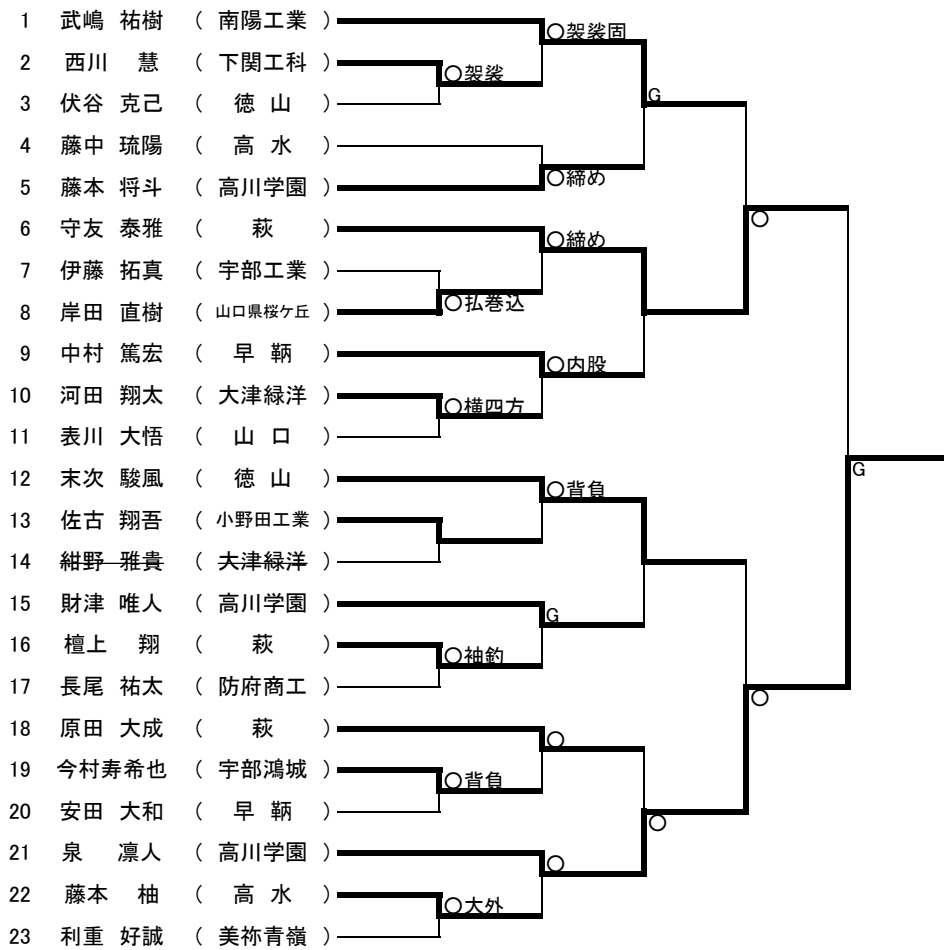 1 武嶋 祐樹 ( 南陽工業 )
○袈裟固
2 西川 慧 ( 下関工科 )
○袈裟
3 伏谷 克己 ( 徳 山 )
G
4 藤中 琉陽 ( 高 水 )
5 藤本 将斗 ( 高川学園 )
○締め
○
6 守友 泰雅 ( 萩 )
○締め
7 伊藤 拓真 ( 宇部工業 )
○払巻込
8 岸田 直樹 ( 山口県桜ケ丘 )
9 中村 篤宏 ( 早 鞆 )
○内股
10 河田 翔太 ( 大津緑洋 )
○横四方
11 表川 大悟 ( 山 口 )
G
12 末次 駿風 ( 徳 山 )
○背負
13 佐古 翔吾 ( 小野田工業 )
14 紺野 雅貴 ( 大津緑洋 )
15 財津 唯人 ( 高川学園 )
G
16 檀上 翔 ( 萩 )
○袖釣
17 長尾 祐太 ( 防府商工 )
○
18 原田 大成 ( 萩 )
○
19 今村寿希也 ( 宇部鴻城 )
○背負
20 安田 大和 ( 早 鞆 )
○
21 泉 凛人 ( 高川学園 )
○
22 藤本 柚 ( 高 水 )
○大外
23 利重 好誠 ( 美祢青嶺 )